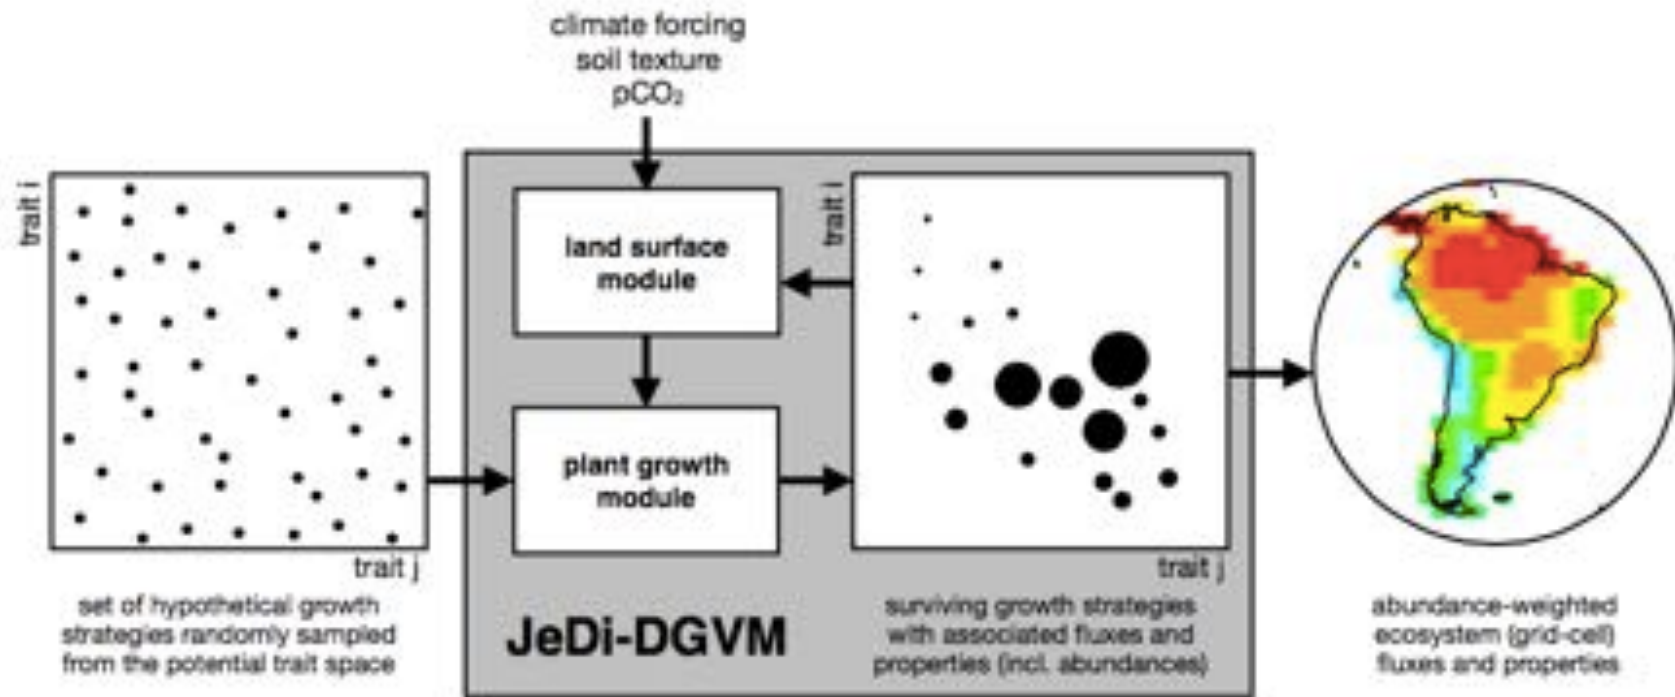 climate forcing
soil texture
pCO₂
trait i
trait j
set of hypothetical growth
strategies randomly sampled
from the potential trait space
land surface
module
plant growth
module
JeDi-DGVM
trait i
trait j
surviving growth strategies
with associated fluxes and
properties (incl. abundances)
abundance-weighted
ecosystem (grid-cell)
fluxes and properties